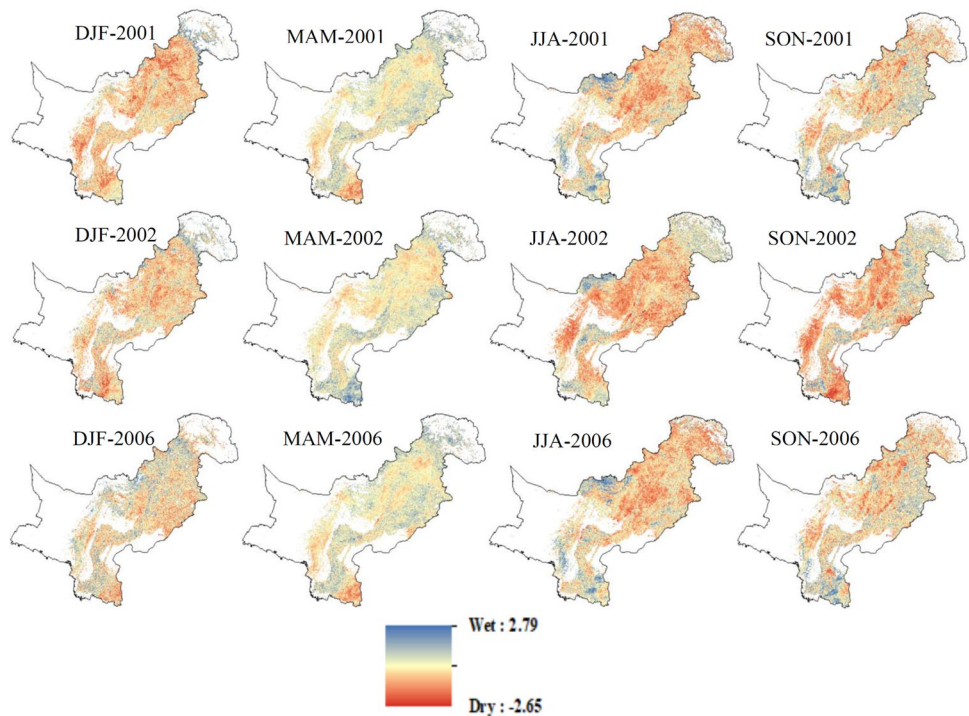 DJF-2001
MAM-2001
JJA-2001
SON-2001
DJF-2002
MAM-2002
JJA-2002
SON-2002
DJF-2006
MAM-2006
JJA-2006
SON-2006
Wet : 2.79
Dry : -2.65